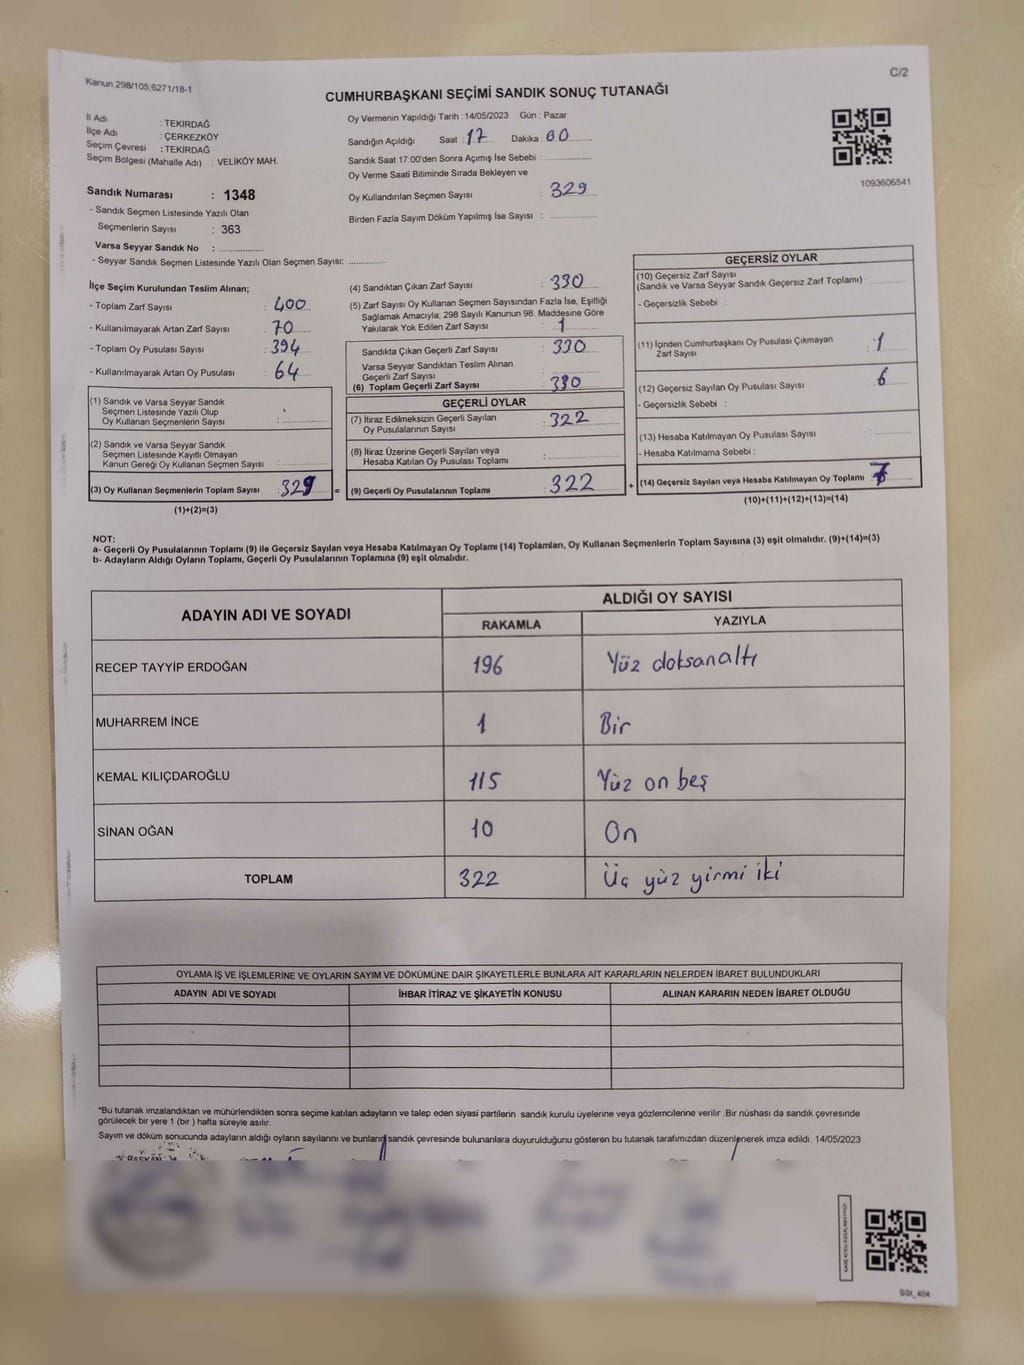 Kanun.298/105,6271/18-1
C/2
CUMHURBAŞKANI SEÇİMİ SANDIK SONUÇ TUTANAĞI
İl Adı : TEKİRDAĞ
İlçe Adı : ÇERKEZKÖY
Seçim Çevresi : TEKİRDAĞ
Seçim Bölgesi (Mahalle Adı) : VELİKÖY MAH.
Sandık Numarası : 1348
- Sandık Seçmen Listesinde Yazılı Olan
Seçmenlerin Sayısı : 363
Varsa Seyyar Sandık No : ...............
- Seyyar Sandık Seçmen Listesinde Yazılı Olan Seçmen Sayısı: ............
Oy Vermenin Yapıldığı Tarih : 14/05/2023 Gün : Pazar
Sandığın Açıldığı Saat : 17 Dakika : 00
Sandık Saat 17:00'den Sonra Açımış İse Sebebi : ...............
Oy Verme Saati Bitiminde Sırada Bekleyen ve
Oy Kullandırılan Seçmen Sayısı : 329
Birden Fazla Sayım Döküm Yapılmış İse Sayısı : ...............
1093606541
İlçe Seçim Kurulundan Teslim Alınan;
- Toplam Zarf Sayısı : 400
- Kullanılmayarak Artan Zarf Sayısı : 70
- Toplam Oy Pusulası Sayısı : 394
- Kullanılmayarak Artan Oy Pusulası : 64
(1) Sandık ve Varsa Seyyar Sandık
Seçmen Listesinde Yazılı Olup
Oy Kullanan Seçmenlerin Sayısı : ...............
(2) Sandık ve Varsa Seyyar Sandık
Seçmen Listesinde Kayıtlı Olmayan
Kanun Gereği Oy Kullanan Seçmen Sayısı : ...............
(3) Oy Kullanan Seçmenlerin Toplam Sayısı : 329 =
(1)+(2)=(3)
(4) Sandıktan Çıkan Zarf Sayısı : 330
(5) Zarf Sayısı Oy Kullanan Seçmen Sayısından Fazla İse, Eşitliği
Sağlamak Amacıyla; 298 Sayılı Kanunun 98. Maddesine Göre
Yakılarak Yok Edilen Zarf Sayısı : 1
Sandıkta Çıkan Geçerli Zarf Sayısı : 330
Varsa Seyyar Sandıktan Teslim Alınan
Geçerli Zarf Sayısı : ...............
(6) Toplam Geçerli Zarf Sayısı : 330
GEÇERLİ OYLAR
(7) İtiraz Edilmeksizin Geçerli Sayılan
Oy Pusulalarının Sayısı : 322
(8) İtiraz Üzerine Geçerli Sayılan veya
Hesaba Katılan Oy Pusulası Toplamı : ...............
(9) Geçerli Oy Pusulalarının Toplamı : 322 +
GEÇERSİZ OYLAR
(10) Geçersiz Zarf Sayısı
(Sandık ve Varsa Seyyar Sandık Geçersiz Zarf Toplamı) : ............
- Geçersizlik Sebebi :
(11) İçinden Cumhurbaşkanı Oy Pusulası Çıkmayan
Zarf Sayısı : 1
(12) Geçersiz Sayılan Oy Pusulası Sayısı : 6
- Geçersizlik Sebebi :
(13) Hesaba Katılmayan Oy Pusulası Sayısı : ............
- Hesaba Katılmama Sebebi :
(14) Geçersiz Sayılan veya Hesaba Katılmayan Oy Toplamı : 7
(10)+(11)+(12)+(13)=(14)
NOT:
a- Geçerli Oy Pusulalarının Toplamı (9) ile Geçersiz Sayılan veya Hesaba Katılmayan Oy Toplamı (14) Toplamları, Oy Kullanan Seçmenlerin Toplam Sayısına (3) eşit olmalıdır. (9)+(14)=(3)
b- Adayların Aldığı Oyların Toplamı, Geçerli Oy Pusulalarının Toplamına (9) eşit olmalıdır.
ADAYIN ADI VE SOYADI
ALDIĞI OY SAYISI
RAKAMLA YAZIYLA
RECEP TAYYİP ERDOĞAN 196 Yüz doksanaltı
MUHARREM İNCE 1 Bir
KEMAL KILIÇDAROĞLU 115 Yüz on beş
SİNAN OĞAN 10 On
TOPLAM 322 Üç yüz yirmi iki
OYLAMA İŞ VE İŞLEMLERİNE VE OYLARIN SAYIM VE DÖKÜMÜNE DAİR ŞİKAYETLERLE BUNLARA AİT KARARLARIN NELERDEN İBARET BULUNDUKLARI
ADAYIN ADI VE SOYADI İHBAR İTİRAZ VE ŞİKAYETİN KONUSU ALINAN KARARIN NEDEN İBARET OLDUĞU
*Bu tutanak imzalandıktan ve mühürlendikten sonra seçime katılan adayların ve talep eden siyasi partilerin sandık kurulu üyelerine veya gözlemcilerine verilir .Bir nüshası da sandık çevresinde
görülecek bir yere 1 (bir ) hafta süreyle asılır.
Sayım ve döküm sonucunda adayların aldığı oyların sayılarını ve bunların sandık çevresinde bulunanlara duyurulduğunu gösteren bu tutanak tarafımızdan düzenlenerek imza edildi. 14/05/2023
BAŞKAN